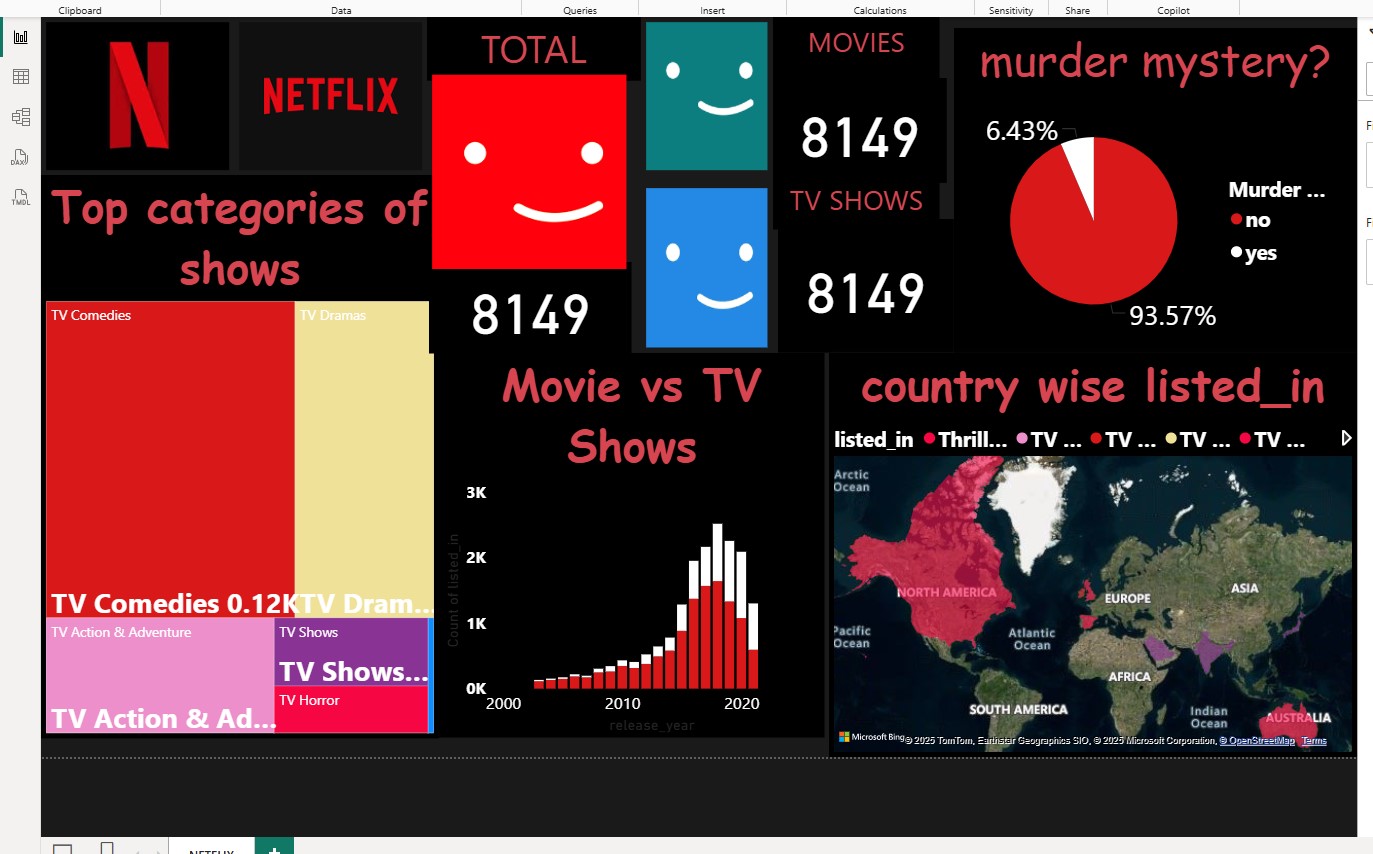 Clipboard
Data
Queries
Insert
Calculations
Sensitivity
Share
Copilot
DAX
TMDL
N
NETFLIX
TOTAL
8149
MOVIES
8149
TV SHOWS
8149
murder mystery?
6.43%
93.57%
Murder ...
no
yes
Top categories of
shows
TV Comedies
TV Comedies 0.12K
TV Dramas
TV Dram...
TV Action & Adventure
TV Action & Ad...
TV Shows
TV Shows...
TV Horror
Movie vs TV
Shows
3K
2K
1K
0K
Count of listed_in
2000
2010
2020
release_year
country wise listed_in
listed_in Thrill... TV ... TV ... TV ... TV ...
Arctic
Ocean
NORTH AMERICA
EUROPE
ASIA
Pacific
Ocean
Atlantic
Ocean
AFRICA
SOUTH AMERICA
Indian
Ocean
AUSTRALIA
Microsoft Bing
© 2025 TomTom, Earthstar Geographics SIO, © 2025 Microsoft Corporation, © OpenStreetMap Terms
NETFLIX